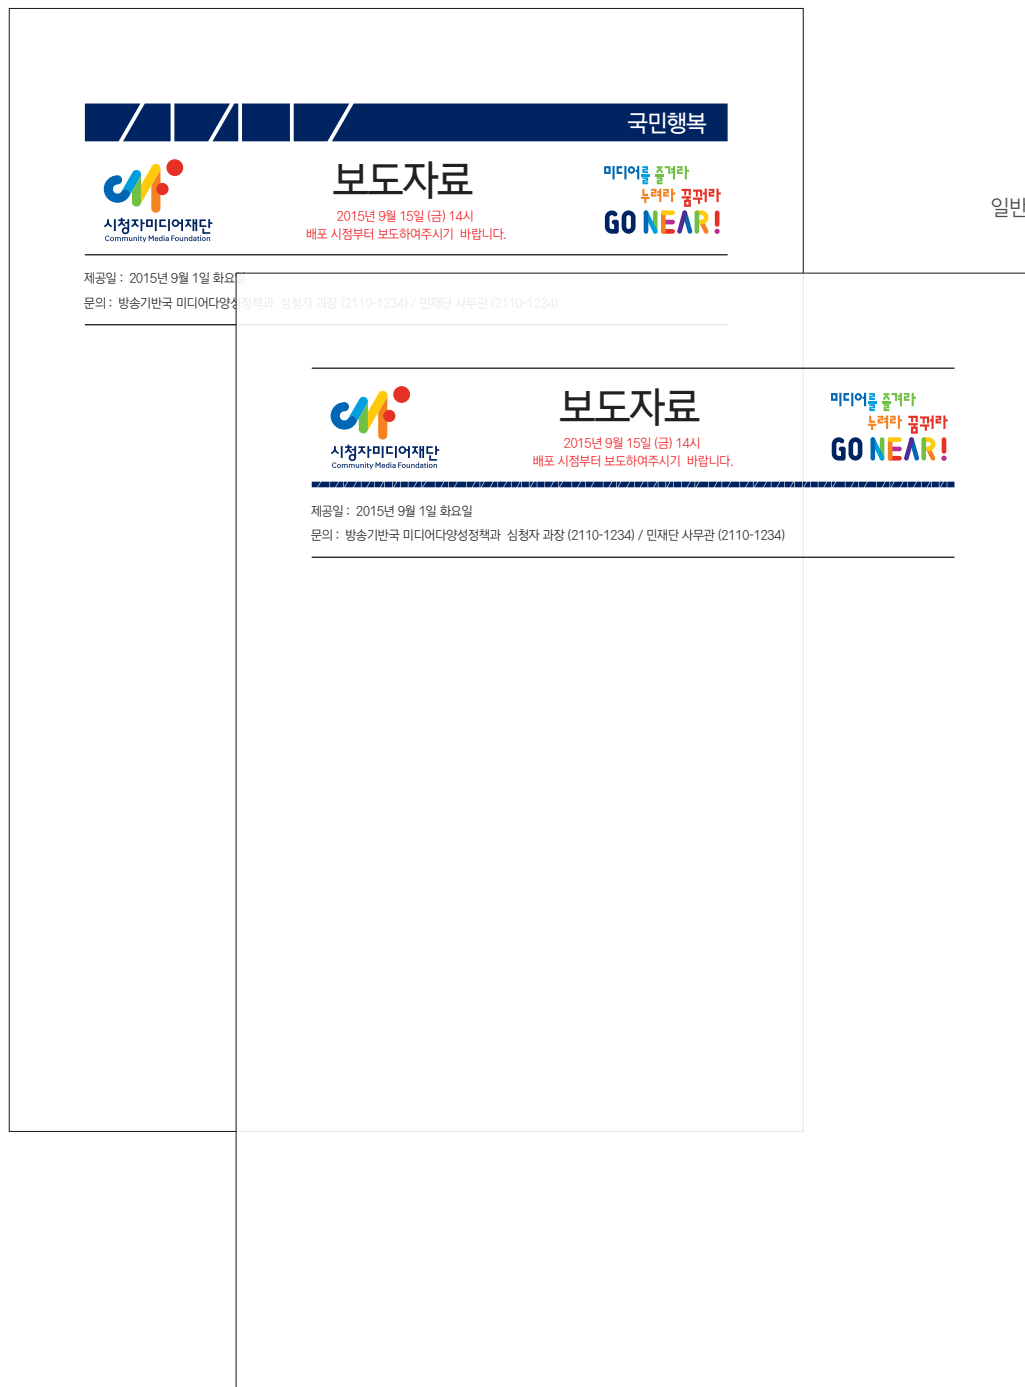 국민행복
시청자미디어재단
Community Media Foundation
보도자료
2015년 9월 15일 (금) 14시
배포 시점부터 보도하여주시기 바랍니다.
미디어를 즐겨라
누려라 꿈꿔라
GO NEAR!
일반
제공일 : 2015년 9월 1일 화요일
문의 : 방송기반국 미디어다양성정책과 심청자 과장 (2110-1234) / 민재단 사무관 (2110-1234)
시청자미디어재단
Community Media Foundation
보도자료
2015년 9월 15일 (금) 14시
배포 시점부터 보도하여주시기 바랍니다.
미디어를 즐겨라
누려라 꿈꿔라
GO NEAR!
제공일 : 2015년 9월 1일 화요일
문의 : 방송기반국 미디어다양성정책과 심청자 과장 (2110-1234) / 민재단 사무관 (2110-1234)